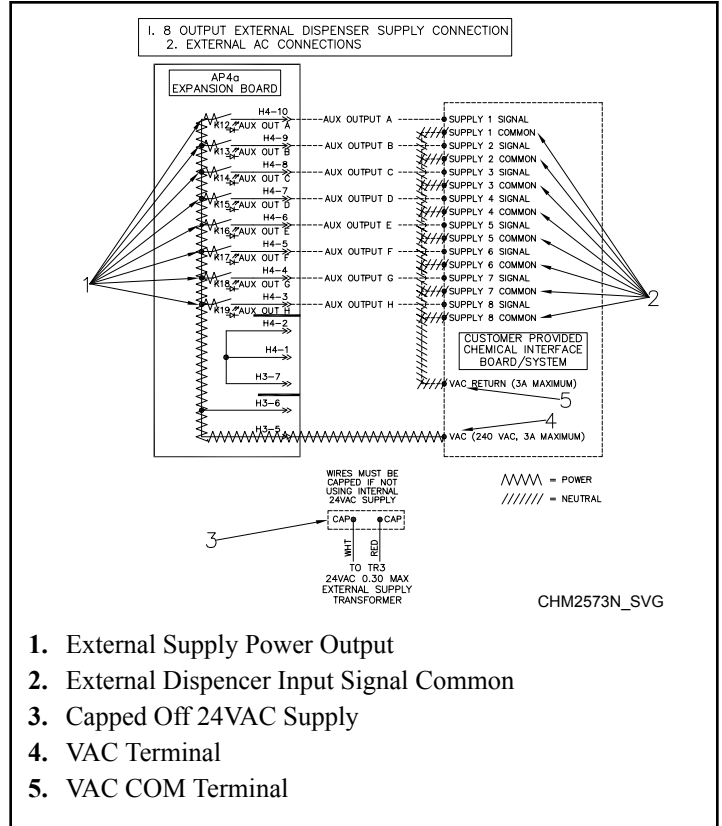 I. 8 OUTPUT EXTERNAL DISPENSER SUPPLY CONNECTION
2. EXTERNAL AC CONNECTIONS
AP4a
EXPANSION BOARD
H4-10
K12 AUX OUT A
AUX OUTPUT A
SUPPLY 1 SIGNAL
SUPPLY 1 COMMON
H4-9
K13 AUX OUT B
AUX OUTPUT B
SUPPLY 2 SIGNAL
SUPPLY 2 COMMON
H4-8
K14 AUX OUT C
AUX OUTPUT C
SUPPLY 3 SIGNAL
SUPPLY 3 COMMON
H4-7
K15 AUX OUT D
AUX OUTPUT D
SUPPLY 4 SIGNAL
SUPPLY 4 COMMON
H4-6
K16 AUX OUT E
AUX OUTPUT E
SUPPLY 5 SIGNAL
SUPPLY 5 COMMON
H4-5
K17 AUX OUT F
AUX OUTPUT F
SUPPLY 6 SIGNAL
SUPPLY 6 COMMON
H4-4
K18 AUX OUT G
AUX OUTPUT G
SUPPLY 7 SIGNAL
SUPPLY 7 COMMON
H4-3
K19 AUX OUT H
AUX OUTPUT H
SUPPLY 8 SIGNAL
SUPPLY 8 COMMON
1
2
H4-2
H4-1
H3-7
H3-6
H3-5
CUSTOMER PROVIDED
CHEMICAL INTERFACE
BOARD/SYSTEM
VAC RETURN (3A MAXIMUM)
5
4
VAC (240 VAC, 3A MAXIMUM)
WIRES MUST BE
CAPPED IF NOT
USING INTERNAL
24VAC SUPPLY
CAP CAP
3
WHT RED
TO TR3
24VAC 0.30 MAX
EXTERNAL SUPPLY
TRANSFORMER
= POWER
= NEUTRAL
CHM2573N_SVG
1. External Supply Power Output
2. External Dispencer Input Signal Common
3. Capped Off 24VAC Supply
4. VAC Terminal
5. VAC COM Terminal